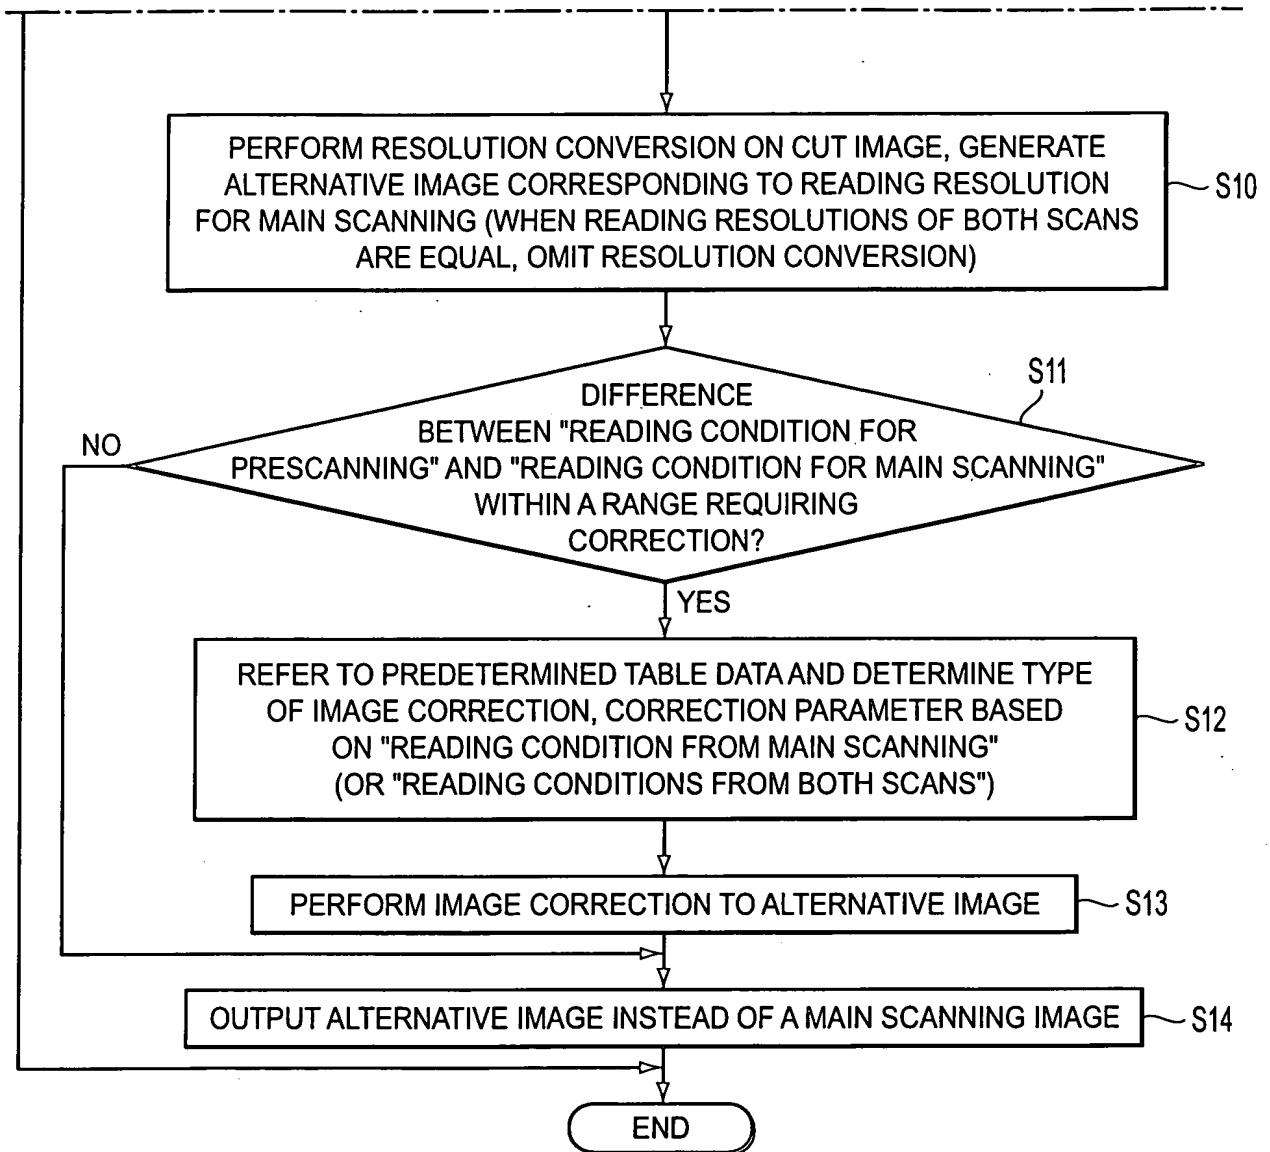 PERFORM RESOLUTION CONVERSION ON CUT IMAGE, GENERATE
ALTERNATIVE IMAGE CORRESPONDING TO READING RESOLUTION
FOR MAIN SCANNING (WHEN READING RESOLUTIONS OF BOTH SCANS
ARE EQUAL, OMIT RESOLUTION CONVERSION)
S10
S11
DIFFERENCE
BETWEEN "READING CONDITION FOR
PRESCANNING" AND "READING CONDITION FOR MAIN SCANNING"
WITHIN A RANGE REQUIRING
CORRECTION?
NO
YES
REFER TO PREDETERMINED TABLE DATA AND DETERMINE TYPE
OF IMAGE CORRECTION, CORRECTION PARAMETER BASED
ON "READING CONDITION FROM MAIN SCANNING"
(OR "READING CONDITIONS FROM BOTH SCANS")
S12
PERFORM IMAGE CORRECTION TO ALTERNATIVE IMAGE
S13
OUTPUT ALTERNATIVE IMAGE INSTEAD OF A MAIN SCANNING IMAGE
S14
END